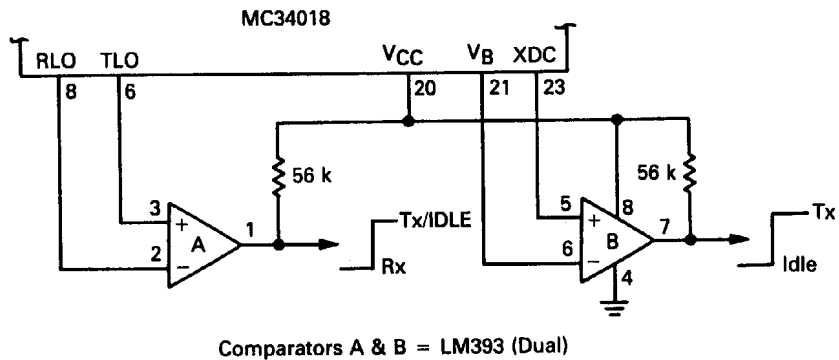 MC34018
RLO TLO VCC VB XDC
8 6 20 21 23
56 k 56 k
3 + A 1 Tx/IDLE
2 − Rx
5 + 8 B 7 Tx
6 − 4 Idle
Comparators A & B = LM393 (Dual)